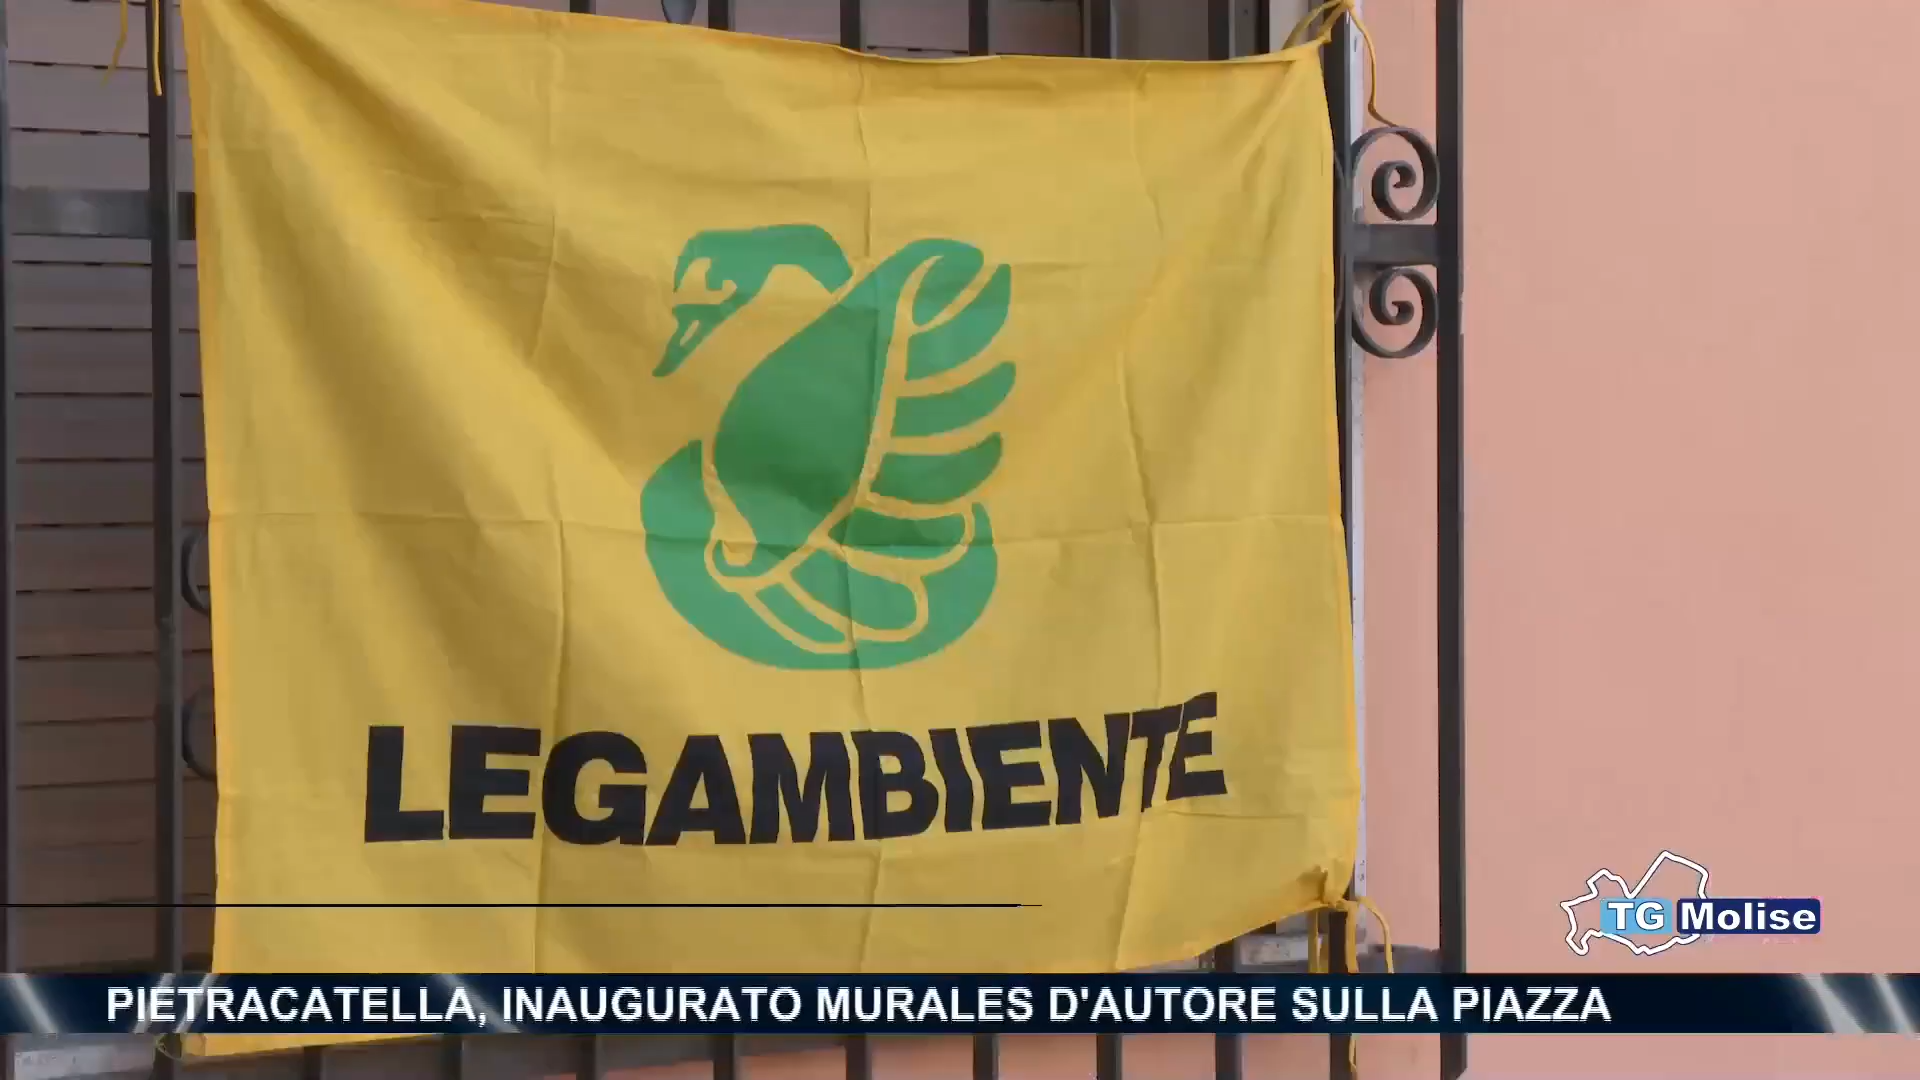 LEGAMBIENTE
TG Molise
PIETRACATELLA, INAUGURATO MURALES D'AUTORE SULLA PIAZZA